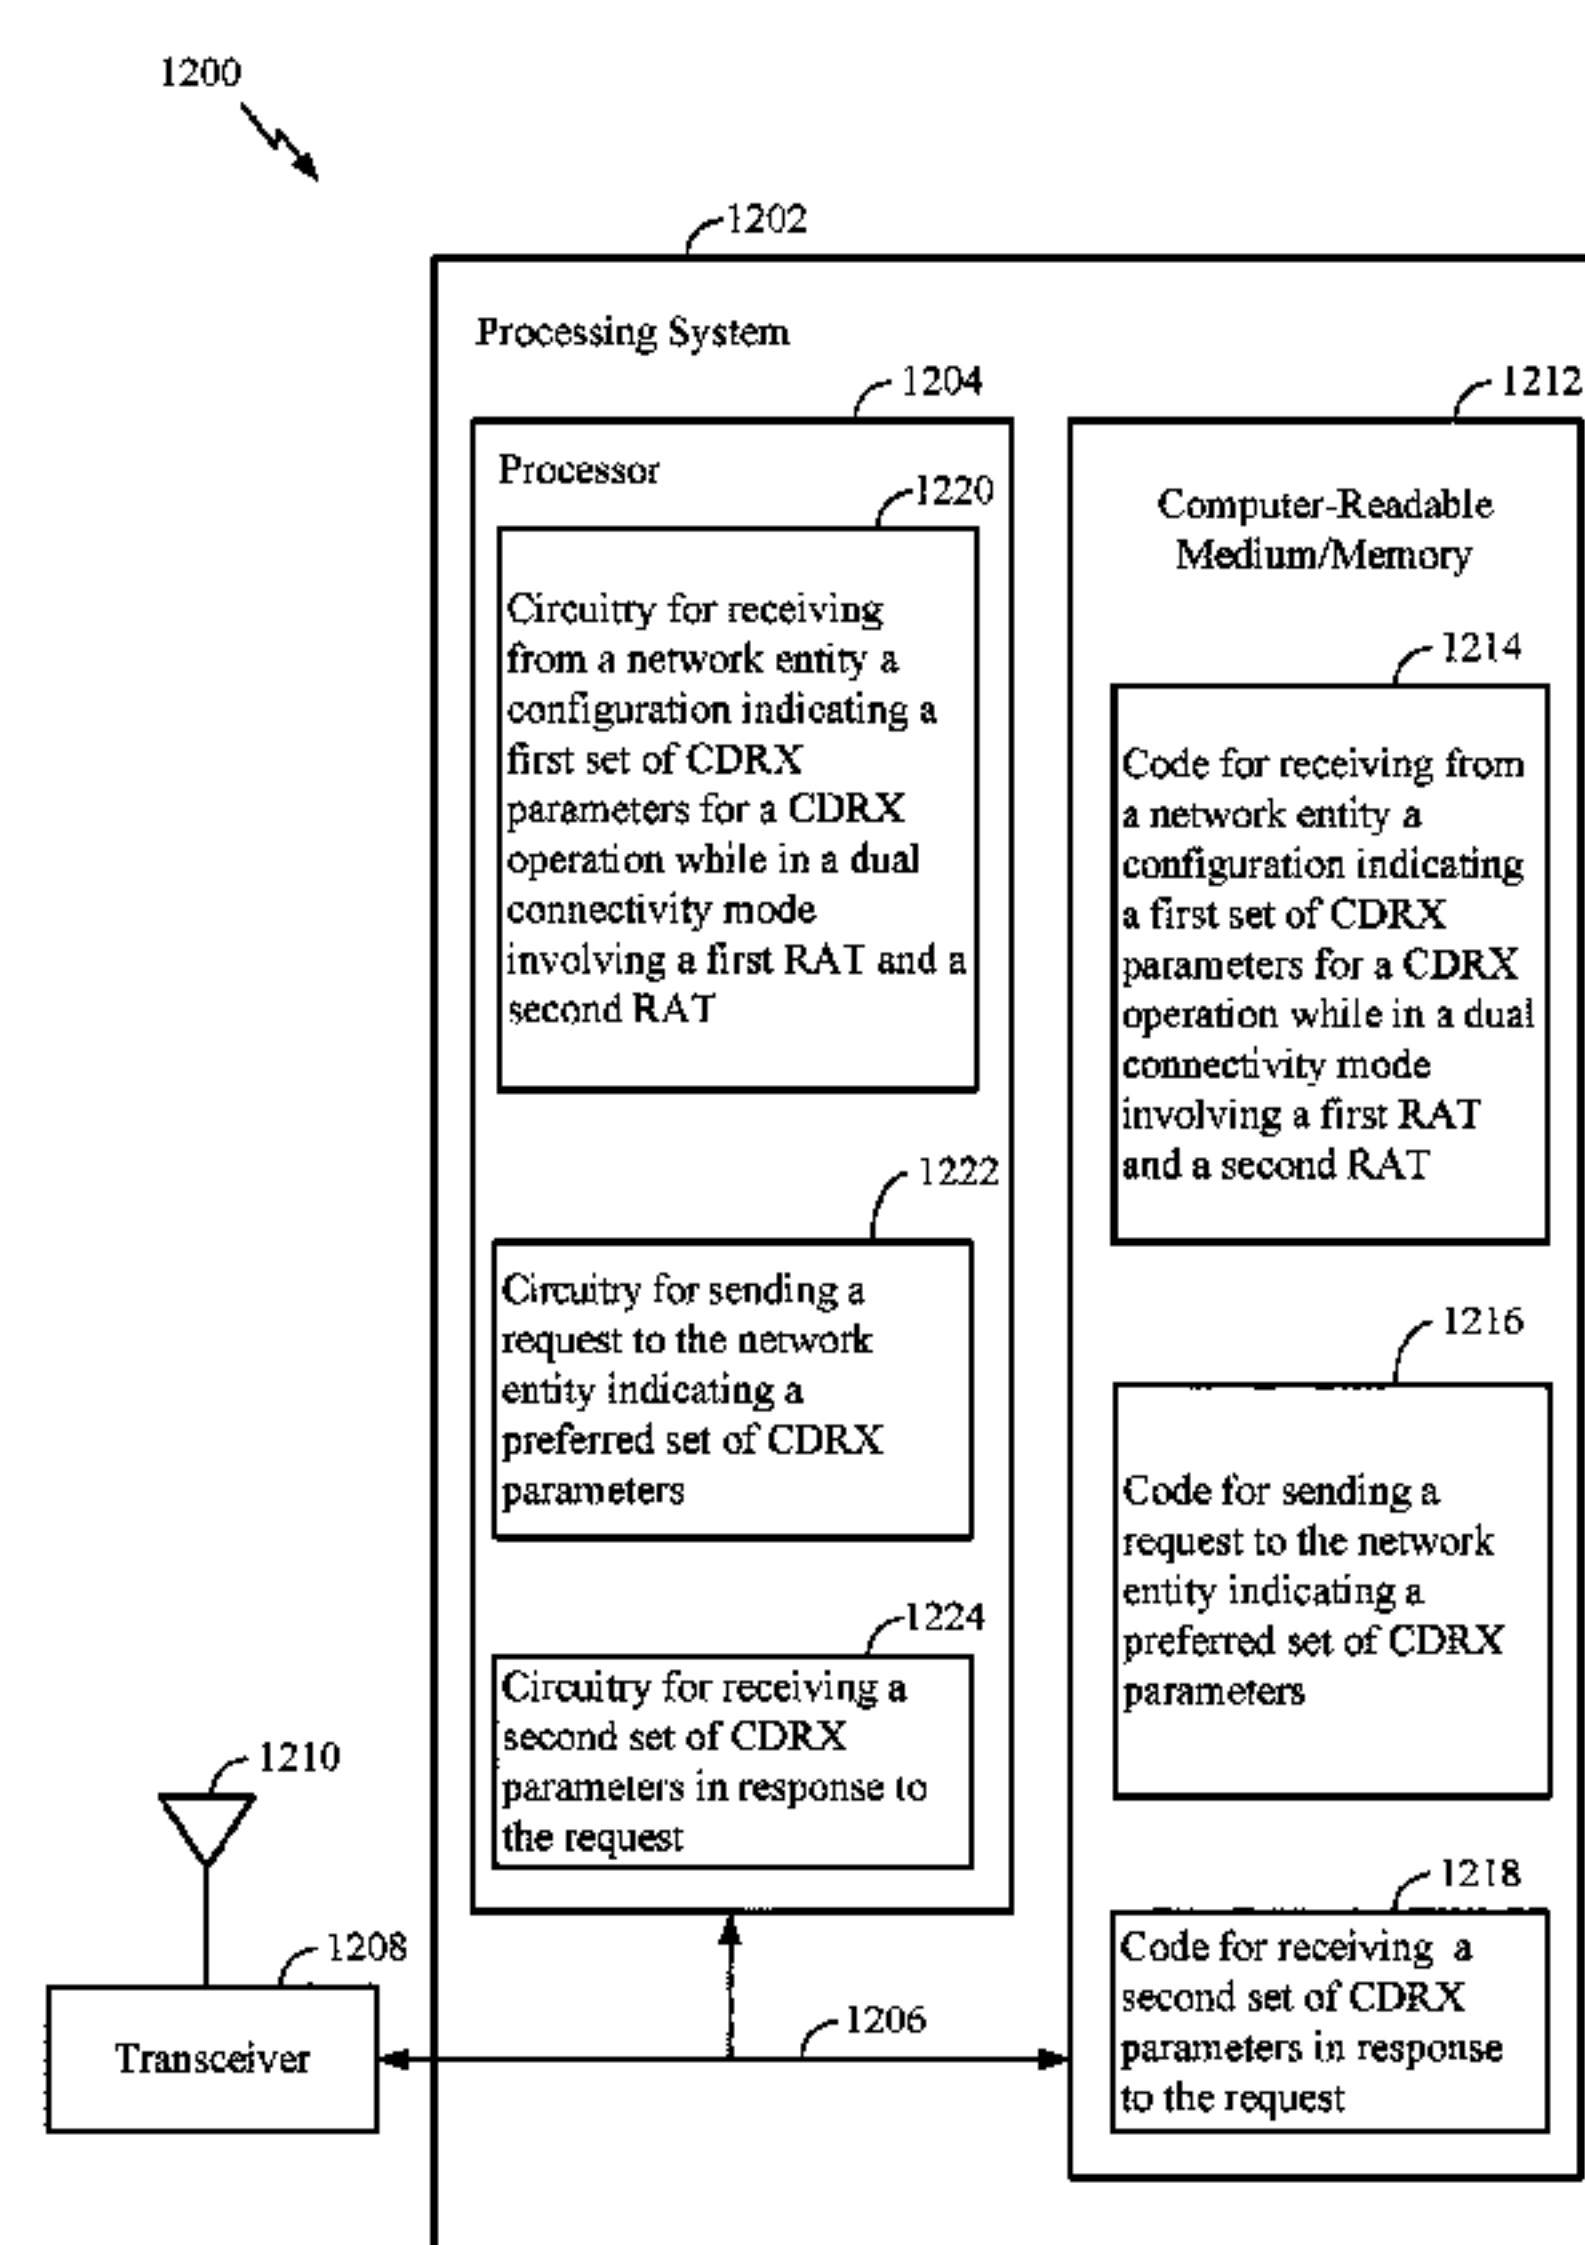 1200
1202
Processing System
1204
Processor
1220
Circuitry for receiving
from a network entity a
configuration indicating a
first set of CDRX
parameters for a CDRX
operation while in a dual
connectivity mode
involving a first RAT and a
second RAT
1222
Circuitry for sending a
request to the network
entity indicating a
preferred set of CDRX
parameters
1224
Circuitry for receiving a
second set of CDRX
parameters in response to
the request
1212
Computer-Readable
Medium/Memory
1214
Code for receiving from
a network entity a
configuration indicating
a first set of CDRX
parameters for a CDRX
operation while in a dual
connectivity mode
involving a first RAT
and a second RAT
1216
Code for sending a
request to the network
entity indicating a
preferred set of CDRX
parameters
1218
Code for receiving a
second set of CDRX
parameters in response
to the request
1210
1208
Transceiver
1206